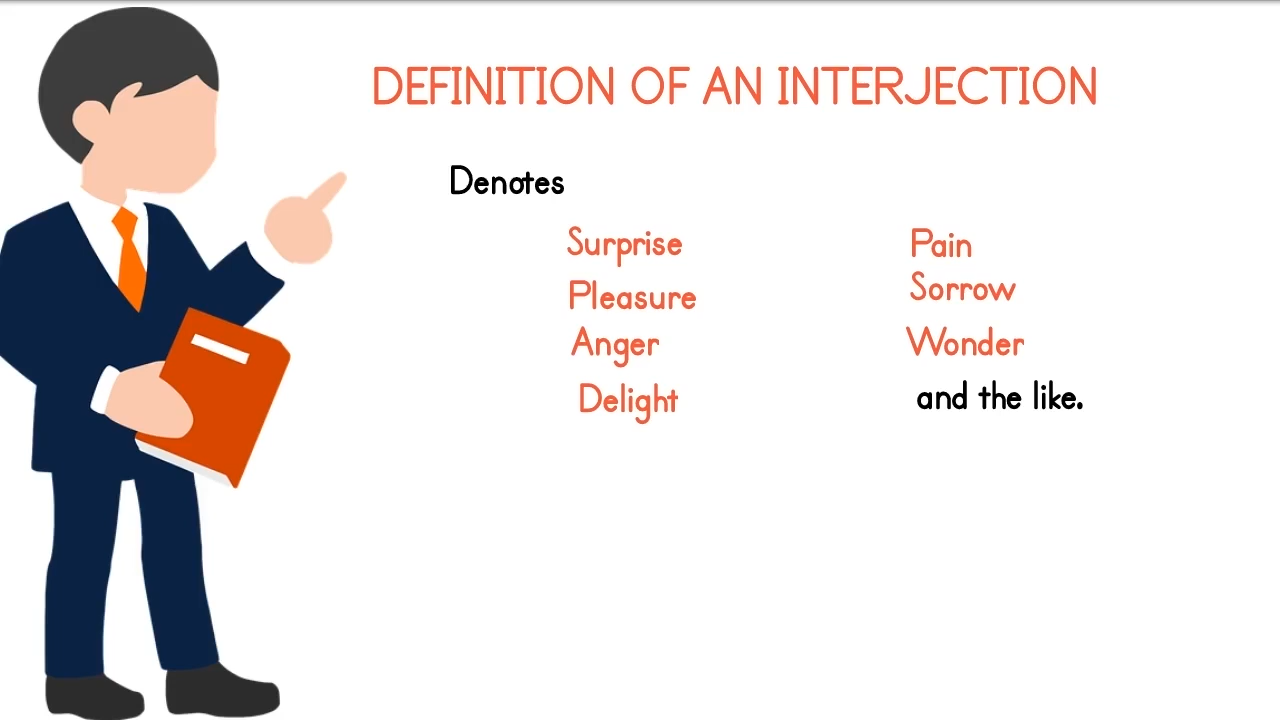 DEFINITION OF AN INTERJECTION
Denotes
Surprise
Pleasure
Anger
Delight
Pain
Sorrow
Wonder
and the like.